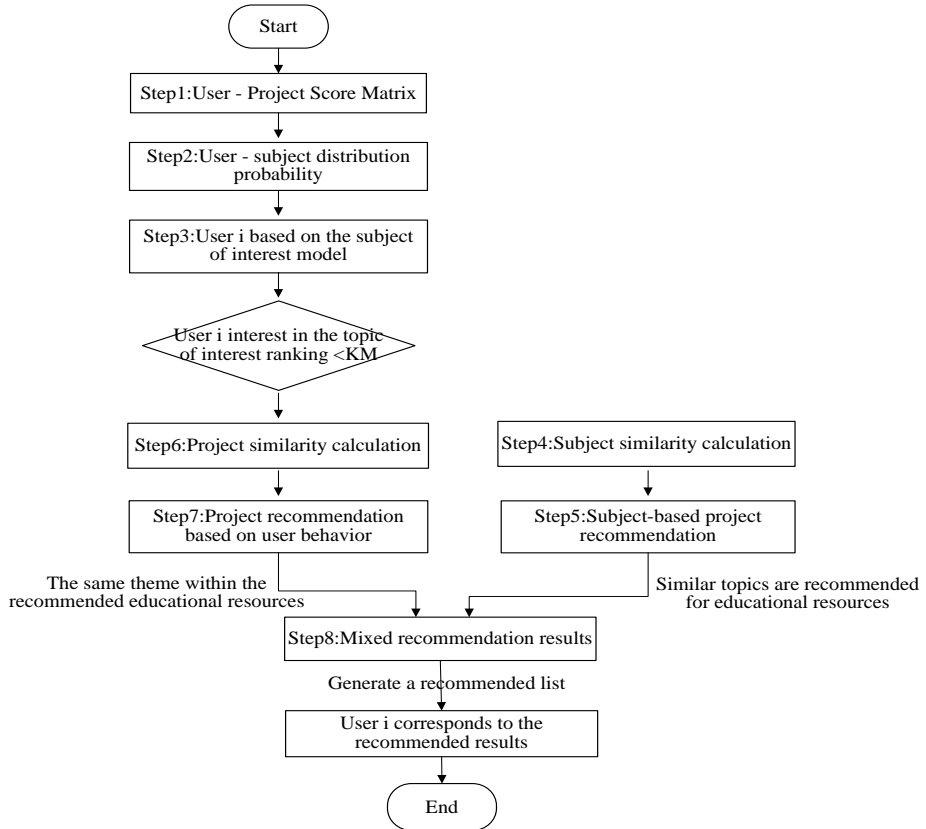 Start
Step1:User - Project Score Matrix
Step2:User - subject distribution
probability
Step3:User i based on the subject
of interest model
User i interest in the topic
of interest ranking <KM
Step6:Project similarity calculation
Step4:Subject similarity calculation
Step7:Project recommendation
based on user behavior
Step5:Subject-based project
recommendation
The same theme within the
recommended educational resources
Similar topics are recommended
for educational resources
Step8:Mixed recommendation results
Generate a recommended list
User i corresponds to the
recommended results
End